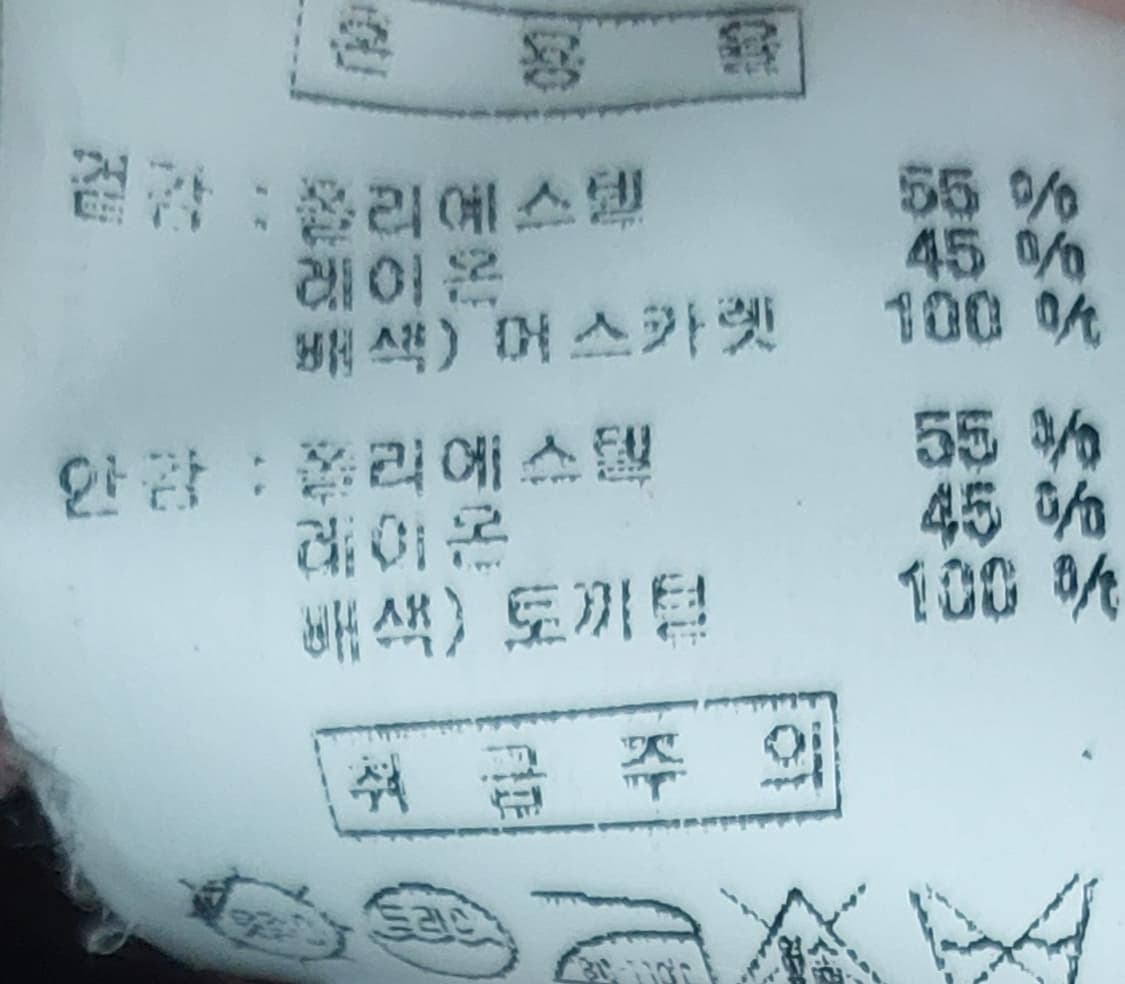 혼 용 율
겉감 : 폴리에스텔 55 %
레이온 45 %
배색) 머스카렛 100 %
안감 : 폴리에스텔 55 %
레이온 45 %
배색) 토끼털 100 %
취 급 주 의
드라이